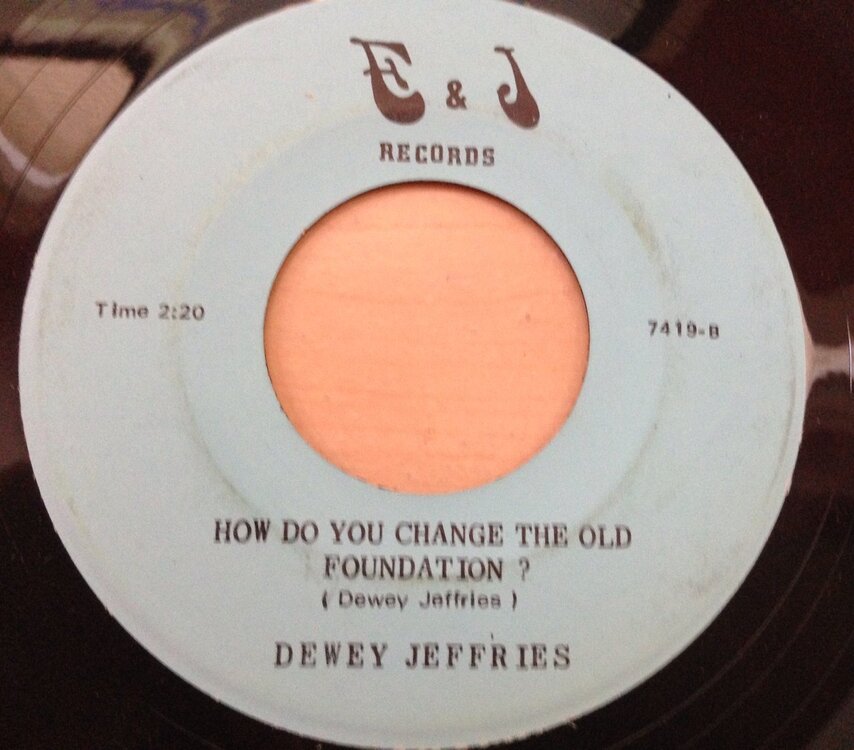 E & J
RECORDS
Time 2:20
7419-B
HOW DO YOU CHANGE THE OLD
FOUNDATION ?
( Dewey Jeffries )
DEWEY JEFFRIES